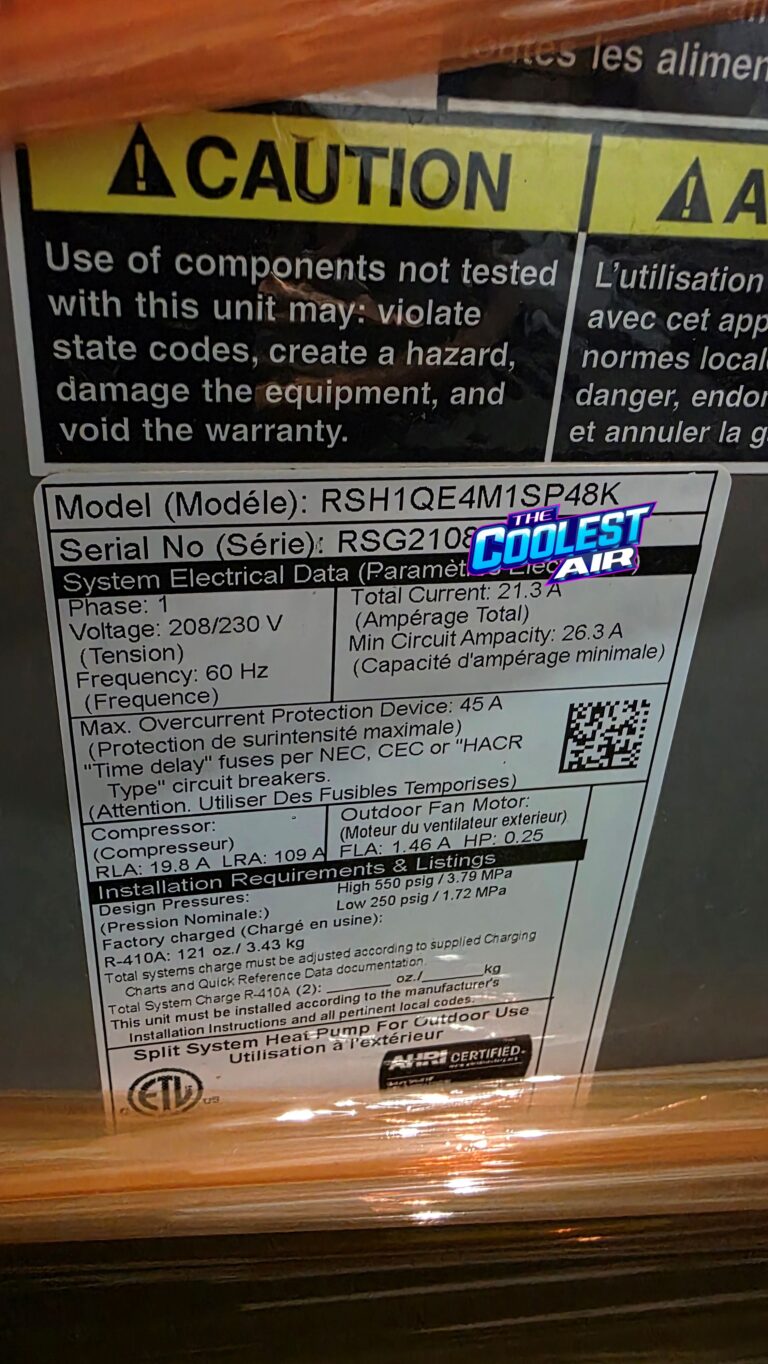 toutes les alimen
CAUTION
A
Use of components not tested
with this unit may: violate
state codes, create a hazard,
damage the equipment, and
void the warranty.
L'utilisation
avec cet app
normes local
danger, endo
et annuler la g
Model (Modéle): RSH1QE4M1SP48K
Serial No (Série): RSG2108
THE
COOLEST
AIR
System Electrical Data (Paramèt
Phase: 1
Voltage: 208/230 V
(Tension)
Frequency: 60 Hz
(Frequence)
Total Current: 21.3 A
(Ampérage Total)
Min Circuit Ampacity: 26.3 A
(Capacité d'ampérage minimale)
Max. Overcurrent Protection Device: 45 A
(Protection de surintensité maximale)
"Time delay" fuses per NEC, CEC or "HACR
Type" circuit breakers.
(Attention. Utiliser Des Fusibles Temporises)
Compressor:
(Compresseur)
RLA: 19.8 A LRA: 109 A
Outdoor Fan Motor:
(Moteur du ventilateur exterieur)
FLA: 1.46 A HP: 0.25
Installation Requirements & Listings
Design Pressures:
(Pression Nominale:)
High 550 psig / 3.79 MPa
Low 250 psig / 1.72 MPa
Factory charged (Chargé en usine):
R-410A: 121 oz./ 3.43 kg
Total systems charge must be adjusted according to supplied Charging
Charts and Quick Reference Data documentation.
Total System Charge R-410A (2): ________ oz./________kg
This unit must be installed according to the manufacturer's
Installation Instructions and all pertinent local codes.
Split System Heat Pump For Outdoor Use
Utilisation à l'extérieur
ETL
US
AHRI CERTIFIED